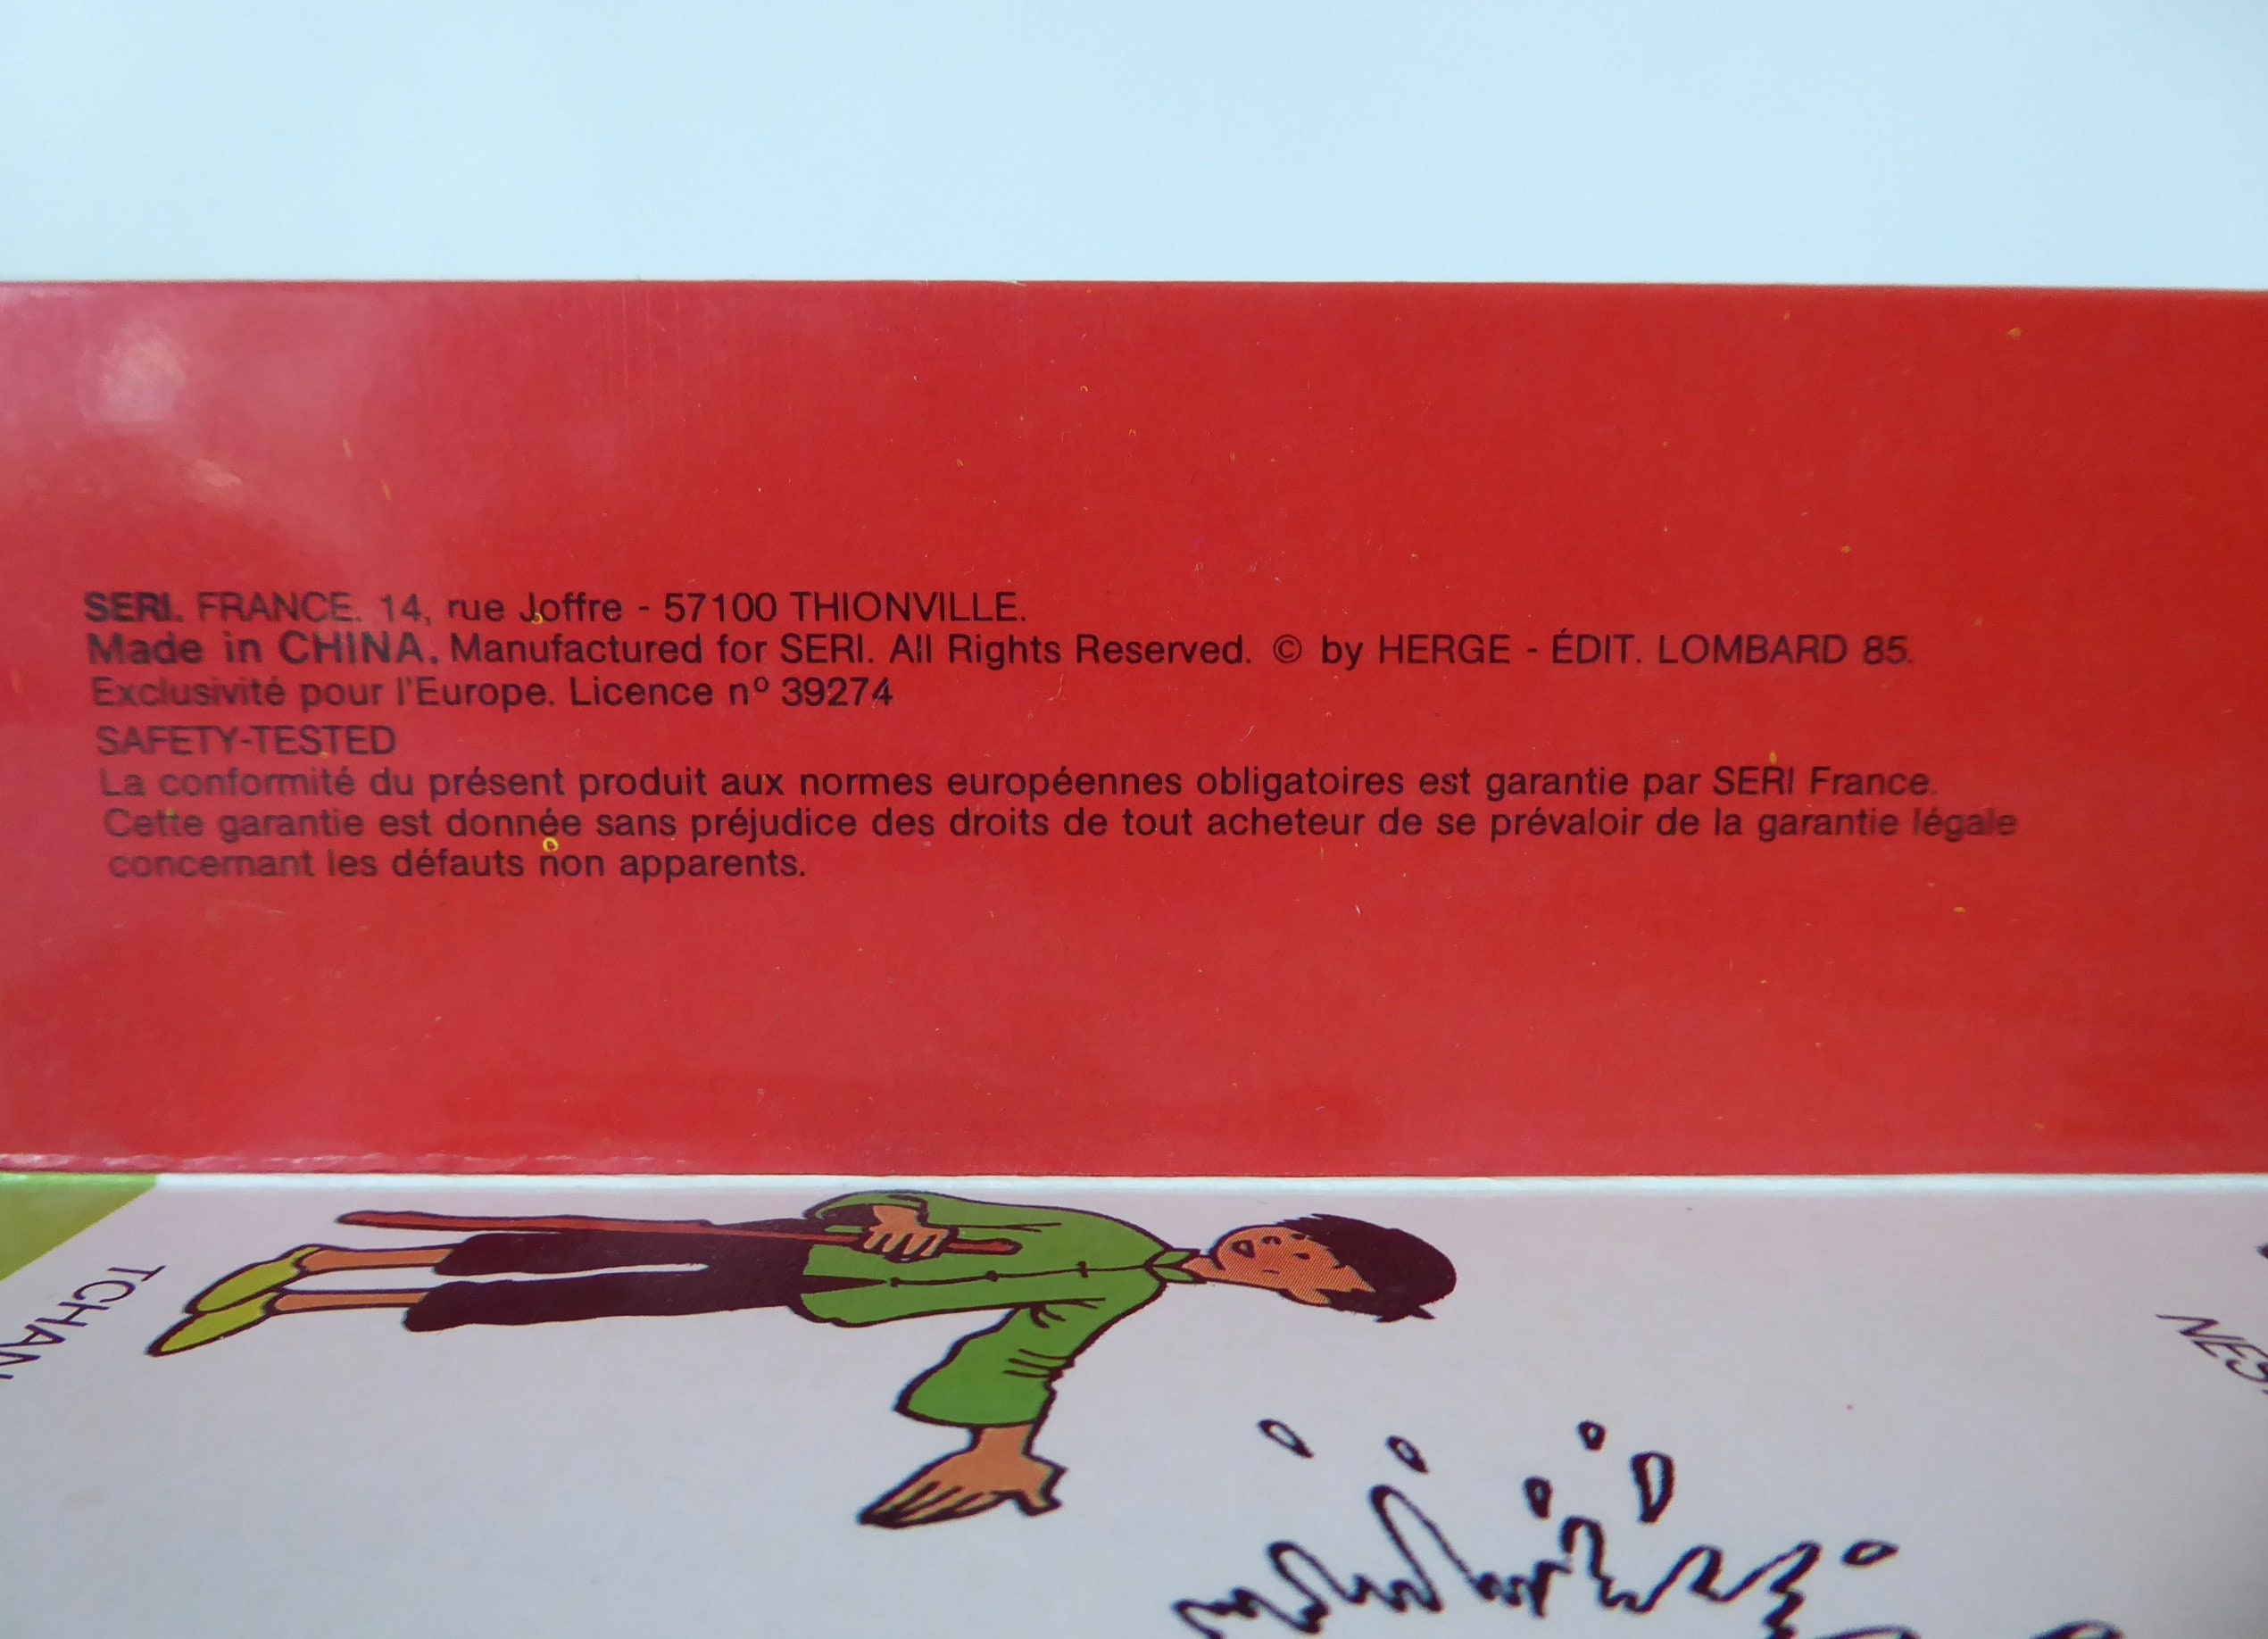 SERI. FRANCE. 14, rue Joffre - 57100 THIONVILLE.
Made in CHINA. Manufactured for SERI. All Rights Reserved. © by HERGE - ÉDIT. LOMBARD 85.
Exclusivité pour l'Europe. Licence nº 39274
SAFETY-TESTED
La conformité du présent produit aux normes européennes obligatoires est garantie par SERI France.
Cette garantie est donnée sans préjudice des droits de tout acheteur de se prévaloir de la garantie légale
concernant les défauts non apparents.
TCHAN
NES